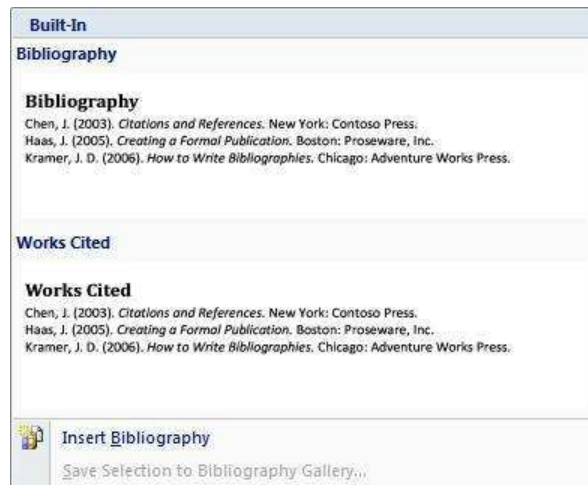 Built-In
Bibliography
Bibliography
Chen, J. (2003). Citations and References. New York: Contoso Press.
Haas, J. (2005). Creating a Formal Publication. Boston: Proseware, Inc.
Kramer, J. D. (2006). How to Write Bibliographies. Chicago: Adventure Works Press.
Works Cited
Works Cited
Chen, J. (2003). Citations and References. New York: Contoso Press.
Haas, J. (2005). Creating a Formal Publication. Boston: Proseware, Inc.
Kramer, J. D. (2006). How to Write Bibliographies. Chicago: Adventure Works Press.
Insert Bibliography
Save Selection to Bibliography Gallery...